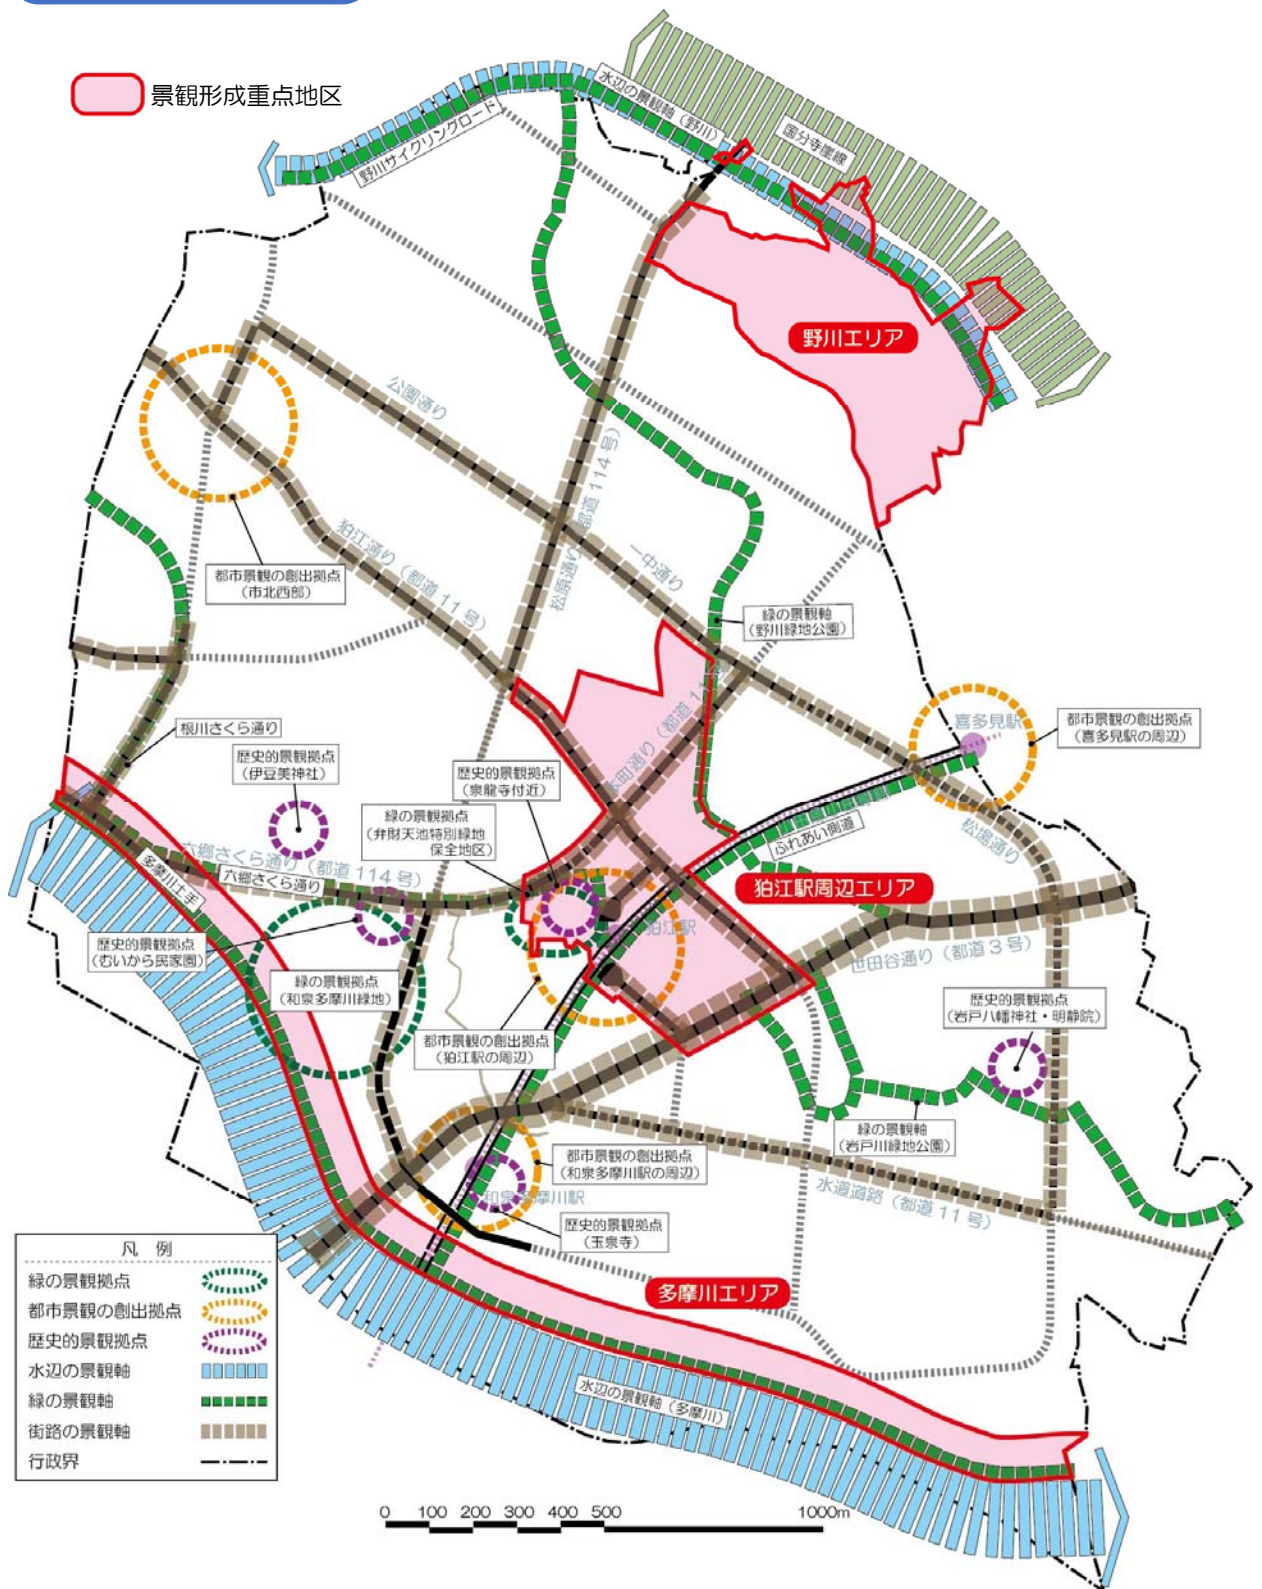 景観形成重点地区
水辺の景観軸（野川）
国分寺崖線
野川サイクリングロード
野川エリア
公園通り
松原通り（都道114号）
狛江通り（都道11号）
一中通り
都市景観の創出拠点
（市北西部）
緑の景観軸
（野川緑地公園）
喜多見駅
都市景観の創出拠点
（喜多見駅の周辺）
根川さくら通り
歴史的景観拠点
（伊豆美神社）
歴史的景観拠点
（泉龍寺付近）
本町通り（都道11
緑の景観拠点
（弁財天池特別緑地
保全地区）
ふれあい側道
松場通り
六郷さくら通り（都道114号）
六郷さくら通り
多摩川土手
狛江駅周辺エリア
狛江駅
世田谷通り（都道3号）
歴史的景観拠点
（むいから民家園）
緑の景観拠点
（和泉多摩川緑地）
都市景観の創出拠点
（狛江駅の周辺）
歴史的景観拠点
（岩戸八幡神社・明静院）
緑の景観軸
（岩戸川緑地公園）
都市景観の創出拠点
（和泉多摩川駅の周辺）
和泉多摩川駅
水道道路（都道11号）
歴史的景観拠点
（玉泉寺）
多摩川エリア
水辺の景観軸（多摩川）
凡 例
緑の景観拠点
都市景観の創出拠点
歴史的景観拠点
水辺の景観軸
緑の景観軸
街路の景観軸
行政界
0 100 200 300 400 500 1000m